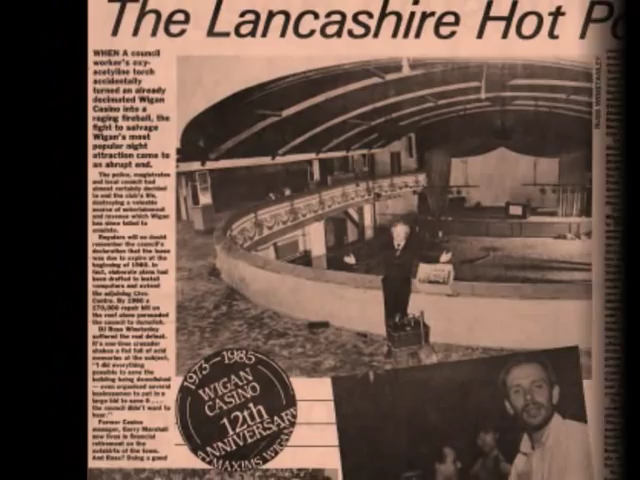 The Lancashire Hot Po
WHEN A council
worker's oxy-
acetyline torch
accidentally
turned an already
decimated Wigan
Casino into a
raging fireball, the
fight to salvage
Wigan's most
popular night
attraction came to
an abrupt end.
The police, magistrates
and local council had
almost certainly decided
to end the club's life,
destroying a valuable
source of entertainment
and revenue which Wigan
has since failed to
emulate.
Regulars will no doubt
remember the council's
declaration that the lease
was due to expire at the
beginning of
fact, elaborate plans had
been drafted to install
computers and extend
the adjoining Civic
Centre. By
repair bill on
the roof alone persuaded
the council to demolish.
DJ Russ Winstanley
suffered the real defeat.
It's one-time crusader
shakes a fist full of acid
memories at the subject,
"I did everything
possible to save the
building being demolished
— even organised several
businessmen to put in a
large bid to save it ...
the council didn't want to
hear."
Former Casino
manager, Gerry Marshall
now lives in financial
retirement on the
outskirts of the town.
And Russ? Doing a good
RUSS WINSTANLEY
1973-1985
WIGAN
CASINO
12th
ANNIVERSARY
MAXIMS WIGAN